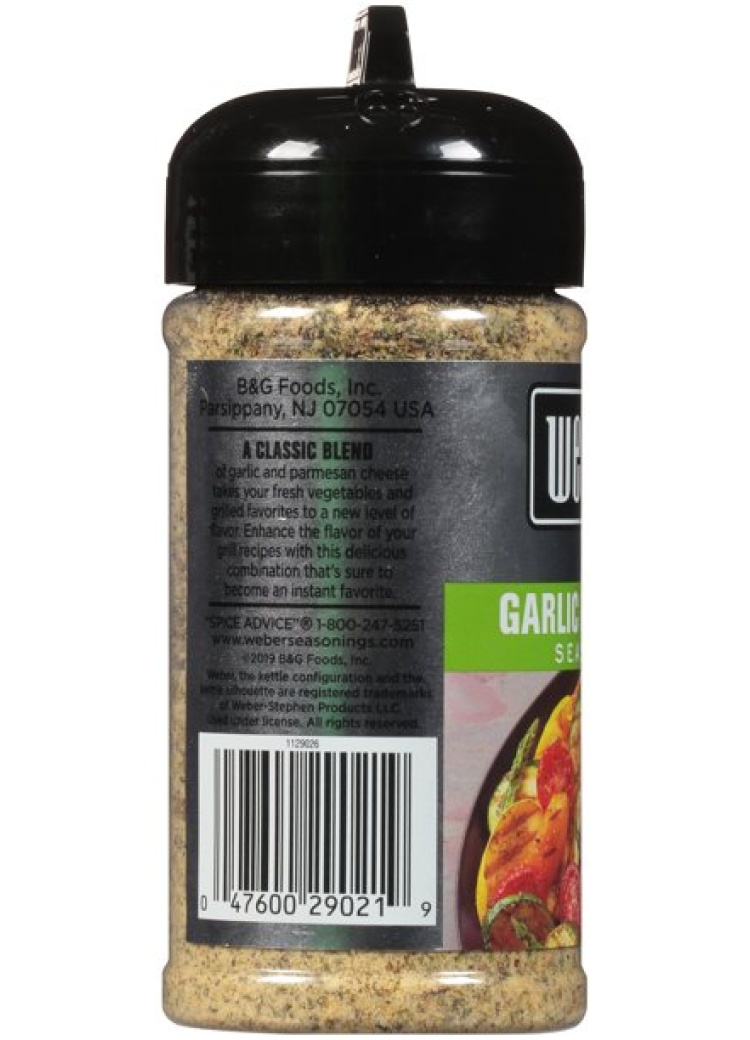 B&G Foods, Inc.
Parsippany, NJ 07054 USA
A CLASSIC BLEND
of garlic and parmesan cheese
takes your fresh vegetables and
grilled favorites to a new level of
flavor. Enhance the flavor of your
grill recipes with this delicious
combination that's sure to
become an instant favorite.
"SPICE ADVICE"® 1-800-247-5251
www.weberseasonings.com
©2019 B&G Foods, Inc.
Weber, the kettle configuration and the
kettle silhouette are registered trademarks
of Weber-Stephen Products LLC.
Used under license. All rights reserved.
1129026
0 47600 29021 9
We
GARLIC
SEA